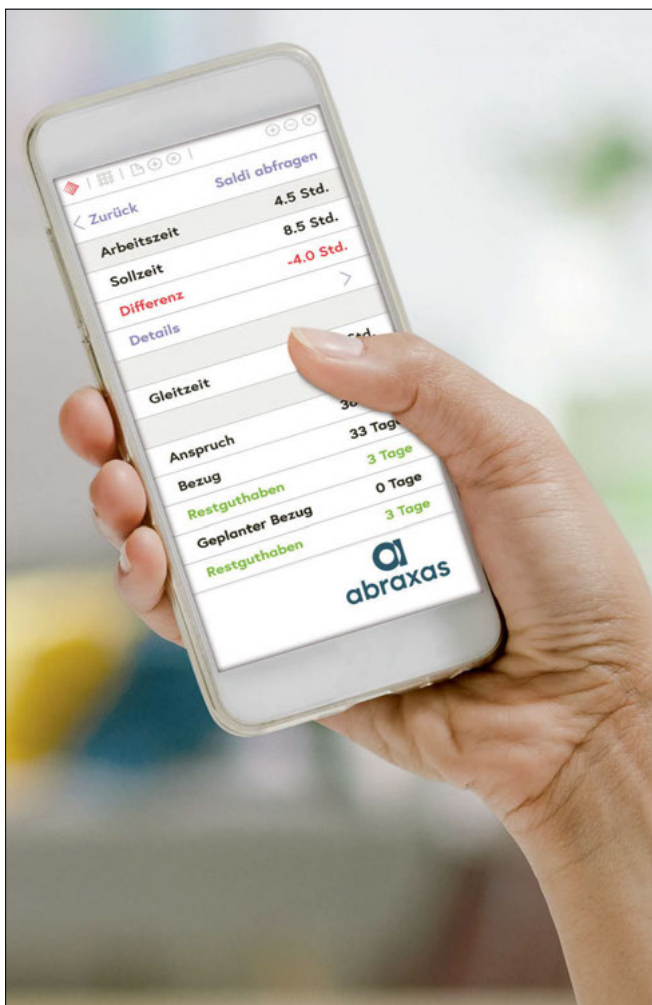 Zurück
Saldi abfragen
Arbeitszeit 4.5 Std.
Sollzeit 8.5 Std.
Differenz -4.0 Std.
Details
Gleitzeit Std.
Anspruch
Bezug 33 Tage
Restguthaben 3 Tage
Geplanter Bezug 0 Tage
Restguthaben 3 Tage
abraxas